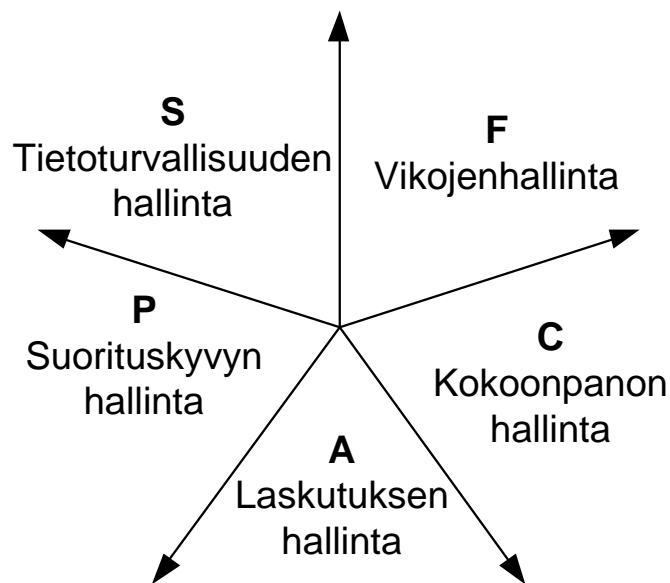 S
Tietoturvallisuuden
hallinta
F
Vikojenhallinta
P
Suorituskyvyn
hallinta
C
Kokoonpanon
hallinta
A
Laskutuksen
hallinta